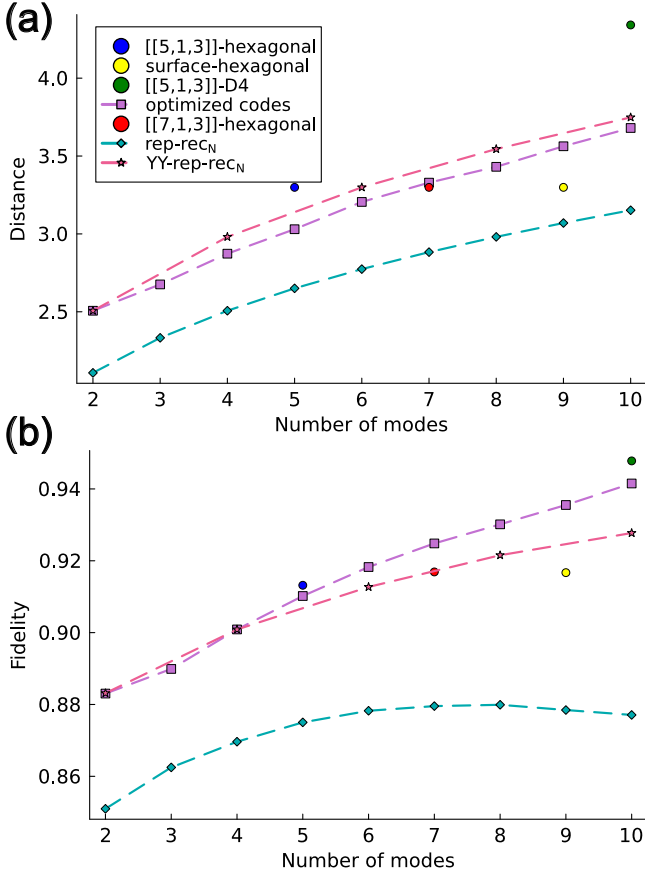 (a)
[[5,1,3]]-hexagonal
surface-hexagonal
[[5,1,3]]-D4
optimized codes
[[7,1,3]]-hexagonal
rep-rec_N
YY-rep-rec_N
Distance
4.0
3.5
3.0
2.5
2 3 4 5 6 7 8 9 10
Number of modes
(b)
Fidelity
0.94
0.92
0.90
0.88
0.86
2 3 4 5 6 7 8 9 10
Number of modes